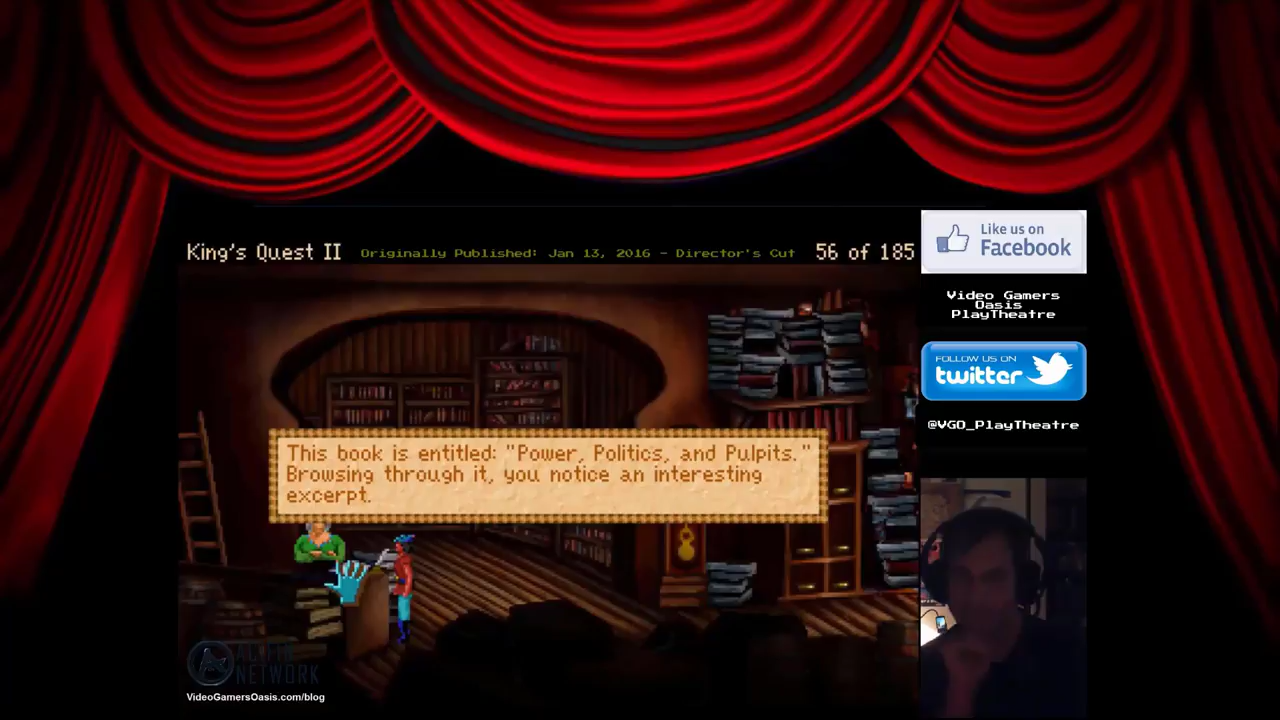 Like us on
Facebook
King's Quest II
Originally Published: Jan 13, 2016 - Director's Cut
56 of 185
Video Gamers
Oasis
PlayTheatre
FOLLOW US ON
twitter
@VGO_PlayTheatre
This book is entitled: "Power, Politics, and Pulpits."
Browsing through it, you notice an interesting
excerpt.
NETWORK
VideoGamersOasis.com/blog